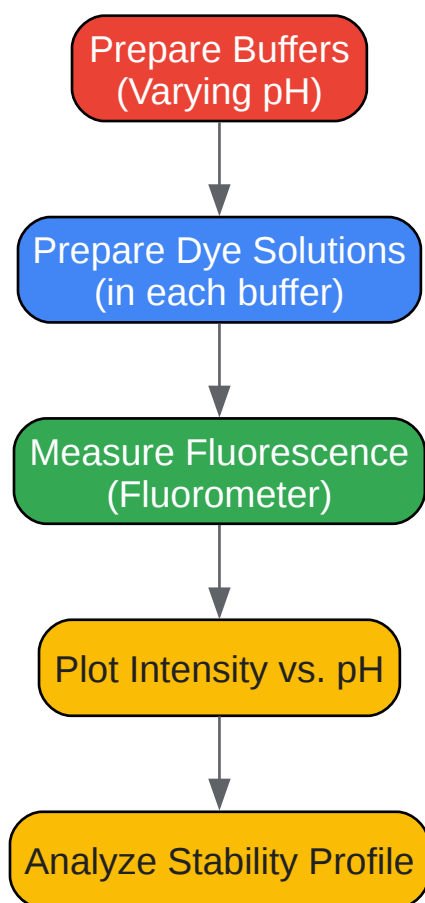 Prepare Buffers
(Varying pH)
Prepare Dye Solutions
(in each buffer)
Measure Fluorescence
(Fluorometer)
Plot Intensity vs. pH
Analyze Stability Profile